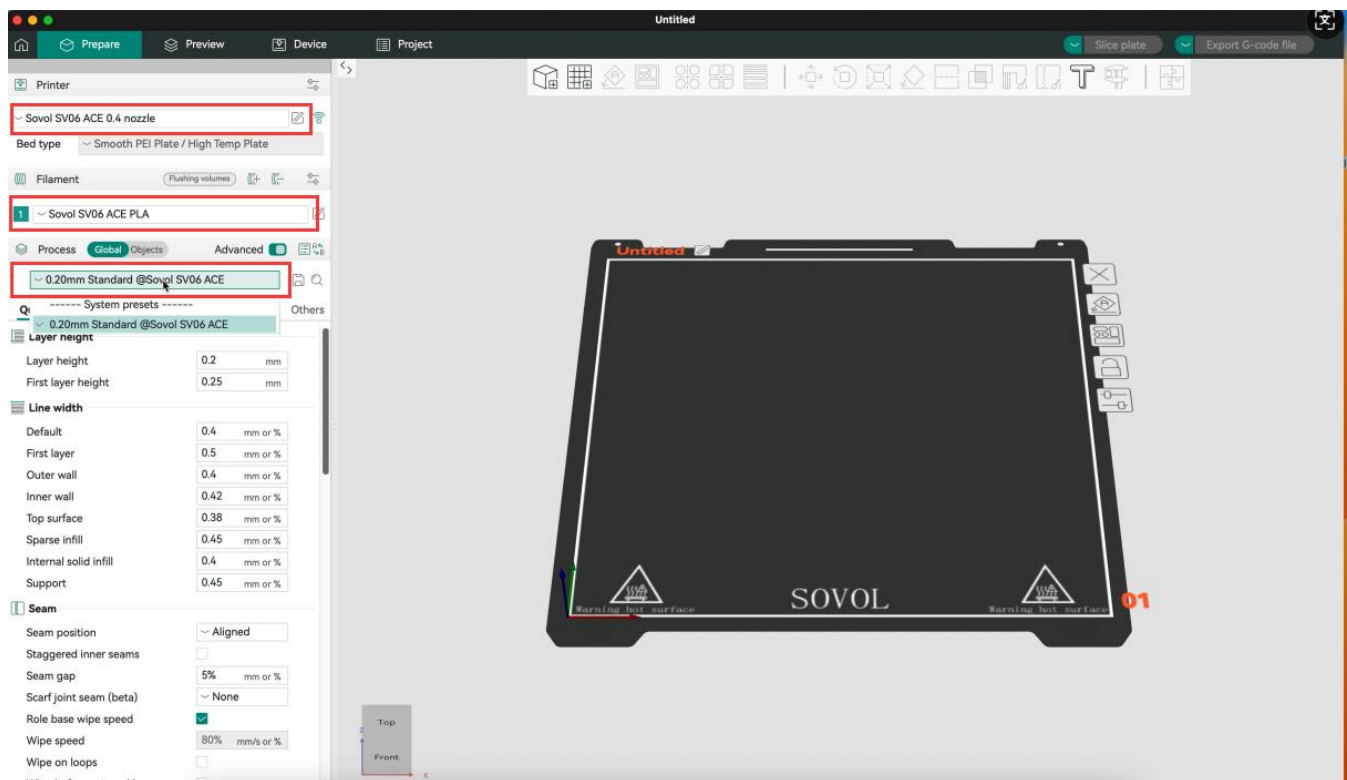 Untitled
文
Prepare
Preview
Device
Project
Slice plate
Export G-code file
Printer
Sovol SV06 ACE 0.4 nozzle
Bed type
Smooth PEI Plate / High Temp Plate
Filament
Flushing volumes
1
Sovol SV06 ACE PLA
Process
Global
Objects
Advanced
0.20mm Standard @Sovol SV06 ACE
------ System presets ------
Others
0.20mm Standard @Sovol SV06 ACE
Layer height
Layer height 0.2 mm
First layer height 0.25 mm
Line width
Default 0.4 mm or %
First layer 0.5 mm or %
Outer wall 0.4 mm or %
Inner wall 0.42 mm or %
Top surface 0.38 mm or %
Sparse infill 0.45 mm or %
Internal solid infill 0.4 mm or %
Support 0.45 mm or %
Seam
Seam position Aligned
Staggered inner seams
Seam gap 5% mm or %
Scarf joint seam (beta) None
Role base wipe speed
Wipe speed 80% mm/s or %
Wipe on loops
Untitled
Warning hot surface
SOVOL
Warning hot surface
01
Top
Front
z
x